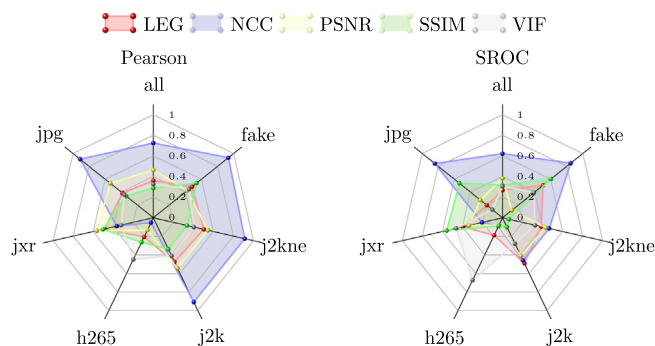 LEG NCC PSNR SSIM VIF
Pearson SROC
all all
1 1
jpg fake jpg fake
0.8 0.8
0.6 0.6
0.4 0.4
0.2 0.2
0 0
jxr j2kne jxr j2kne
h265 j2k h265 j2k